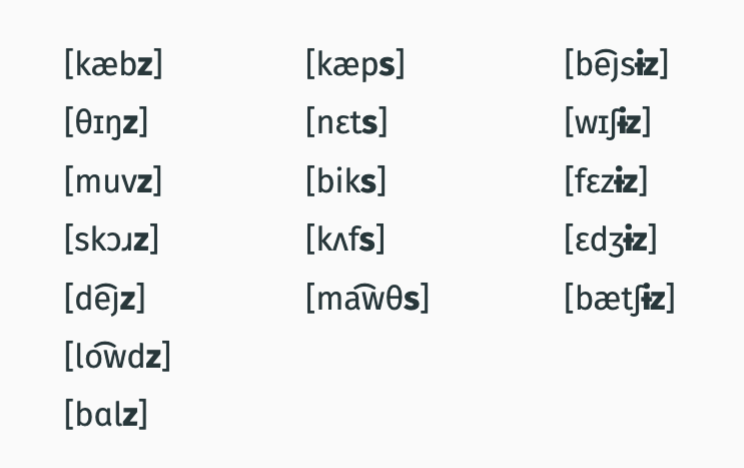 [kæbz] [kæps] [be͡jsɨz]
[θɪŋz] [nɛts] [wɪʃɨz]
[muvz] [biks] [fɛzɨz]
[skɔɹz] [kʌfs] [ɛdʒɨz]
[de͡jz] [ma͡wθs] [bætʃɨz]
[lo͡wdz]
[bɑlz]